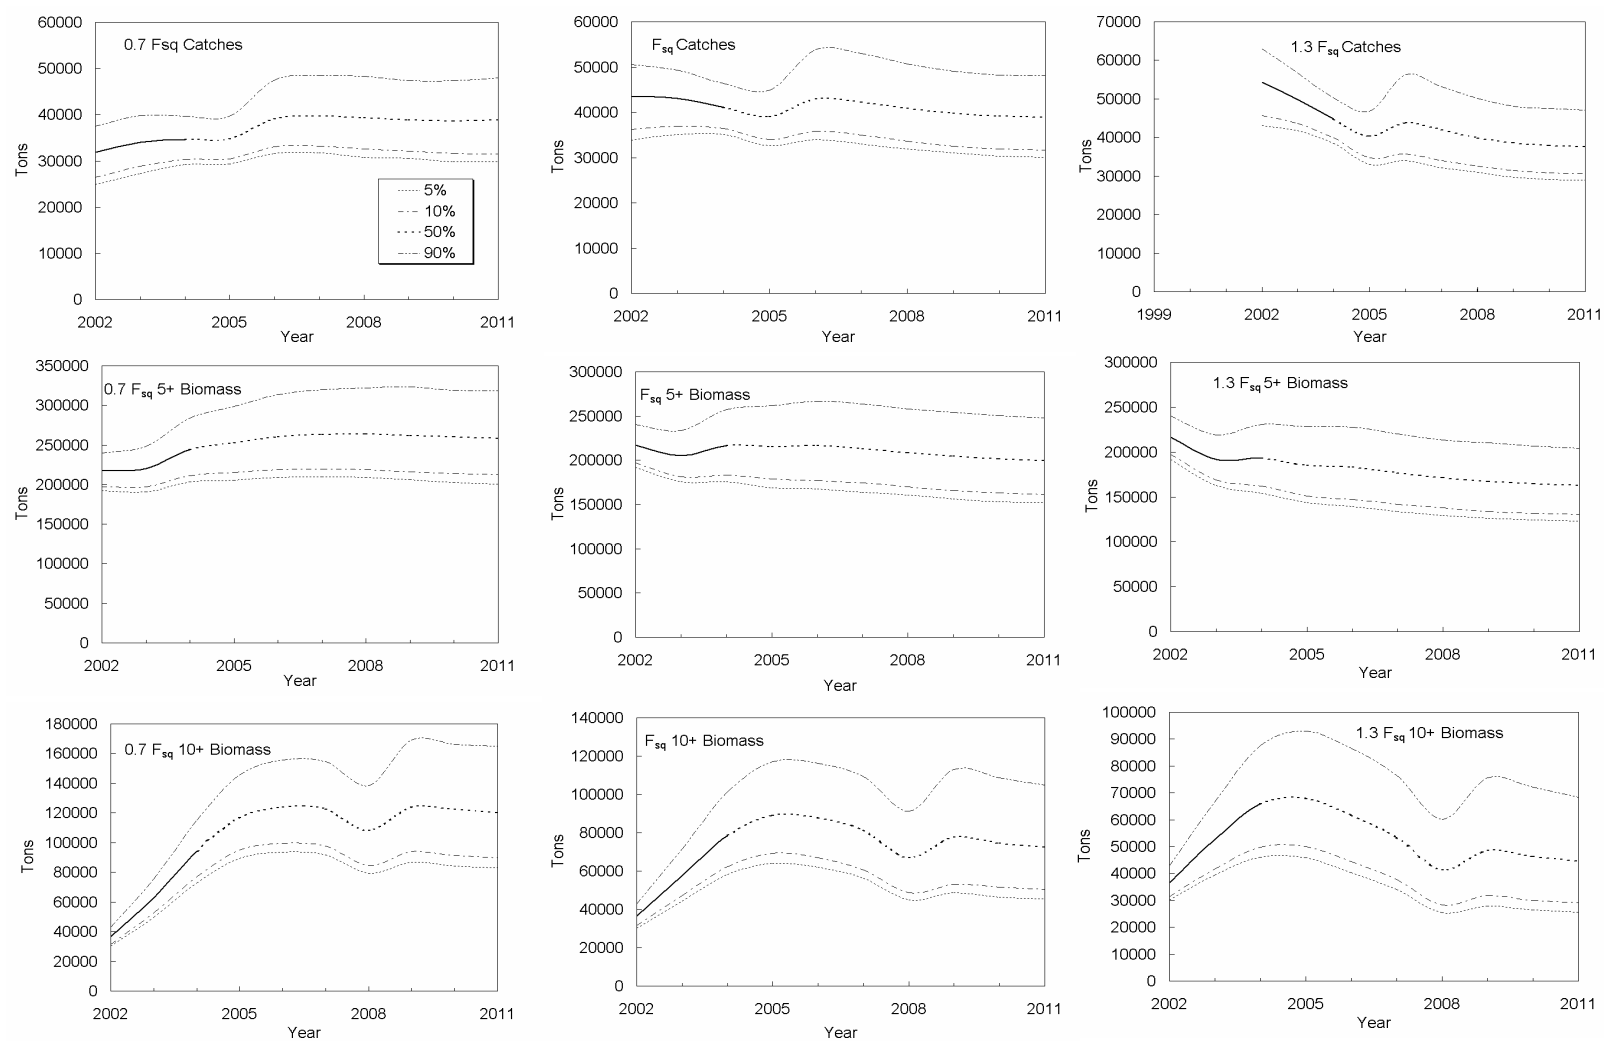 0.7 Fsq Catches
60000
50000
40000
30000
20000
10000
0
Tons
5%
10%
50%
90%
2002 2005 2008 2011
Year
Fsq Catches
60000
50000
40000
30000
20000
10000
0
Tons
2002 2005 2008 2011
Year
1.3 Fsq Catches
70000
60000
50000
40000
30000
20000
10000
0
Tons
1999 2002 2005 2008 2011
Year
0.7 Fsq 5+ Biomass
350000
300000
250000
200000
150000
100000
50000
0
Tons
2002 2005 2008 2011
Year
Fsq 5+ Biomass
300000
250000
200000
150000
100000
50000
0
Tons
2002 2005 2008 2011
Year
1.3 Fsq 5+ Biomass
300000
250000
200000
150000
100000
50000
0
Tons
2002 2005 2008 2011
Year
0.7 Fsq 10+ Biomass
180000
160000
140000
120000
100000
80000
60000
40000
20000
0
Tons
2002 2005 2008 2011
Year
Fsq 10+ Biomass
140000
120000
100000
80000
60000
40000
20000
0
Tons
2002 2005 2008 2011
Year
1.3 Fsq 10+ Biomass
100000
90000
80000
70000
60000
50000
40000
30000
20000
10000
0
Tons
2002 2005 2008 2011
Year